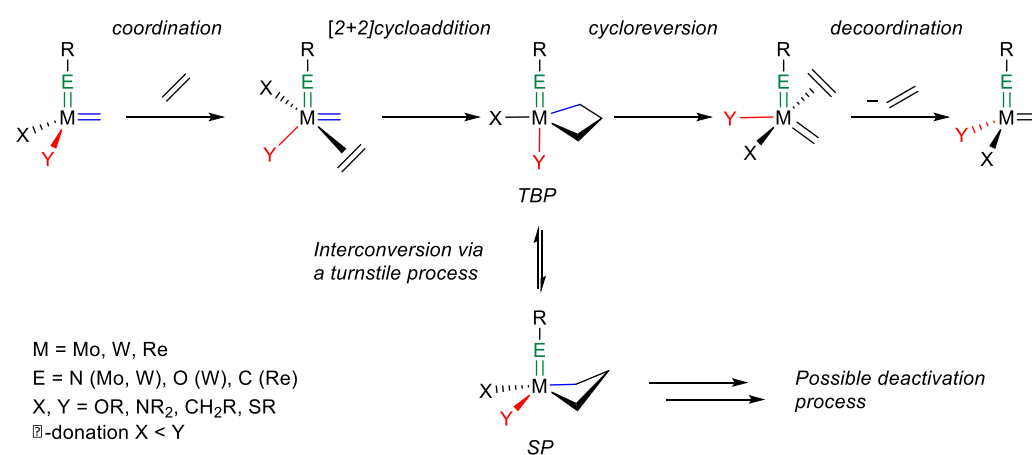 coordination
[2+2]cycloaddition
cycloreversion
decoordination
R
E
M
X
Y
R
E
X
M
Y
R
E
X
M
Y
TBP
R
E
Y
M
X
–
R
E
Y
M
X
Interconversion via
a turnstile process
R
E
X
M
Y
SP
Possible deactivation
process
M = Mo, W, Re
E = N (Mo, W), O (W), C (Re)
X, Y = OR, NR₂, CH₂R, SR
-donation X < Y